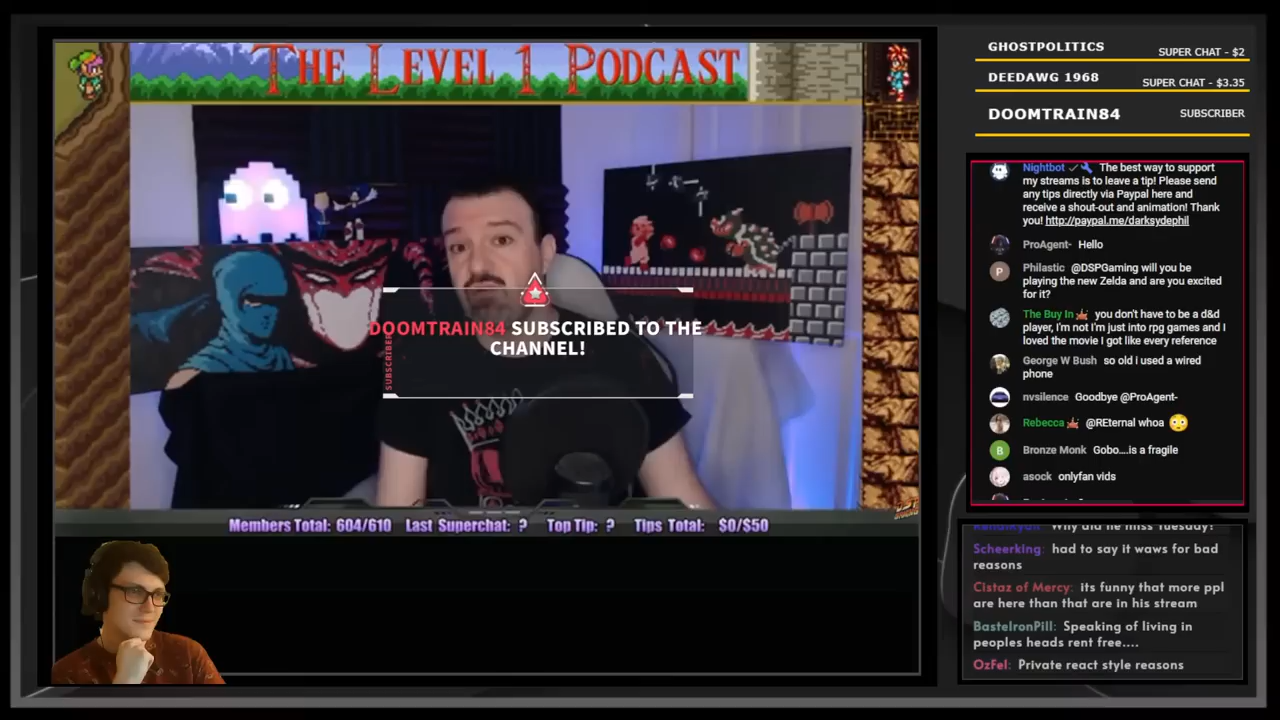 THE LEVEL 1 PODCAST
DOOMTRAIN84 SUBSCRIBED TO THE
CHANNEL!
SUBSCRIBER
Members Total: 604/610 Last Superchat: ? Top Tip: ? Tips Total: $0/$50
GHOSTPOLITICS SUPER CHAT - $2
DEEDAWG 1968 SUPER CHAT - $3.35
DOOMTRAIN84 SUBSCRIBER
Nightbot The best way to support
my streams is to leave a tip! Please send
any tips directly via Paypal here and
receive a shout-out and animation! Thank
you! http://paypal.me/darksydephil
ProAgent- Hello
P Philastic @DSPGaming will you be
playing the new Zelda and are you excited
for it?
The Buy In you don't have to be a d&d
player, I'm not I'm just into rpg games and I
loved the movie I got like every reference
George W Bush so old i used a wired
phone
nvsilence Goodbye @ProAgent-
Rebecca @REternal whoa
B Bronze Monk Gobo....is a fragile
asock onlyfan vids
Why did he miss Tuesday?
Scheerking: had to say it waws for bad
reasons
Cistaz of Mercy: its funny that more ppl
are here than that are in his stream
BasteIronPill: Speaking of living in
peoples heads rent free....
OzFel: Private react style reasons